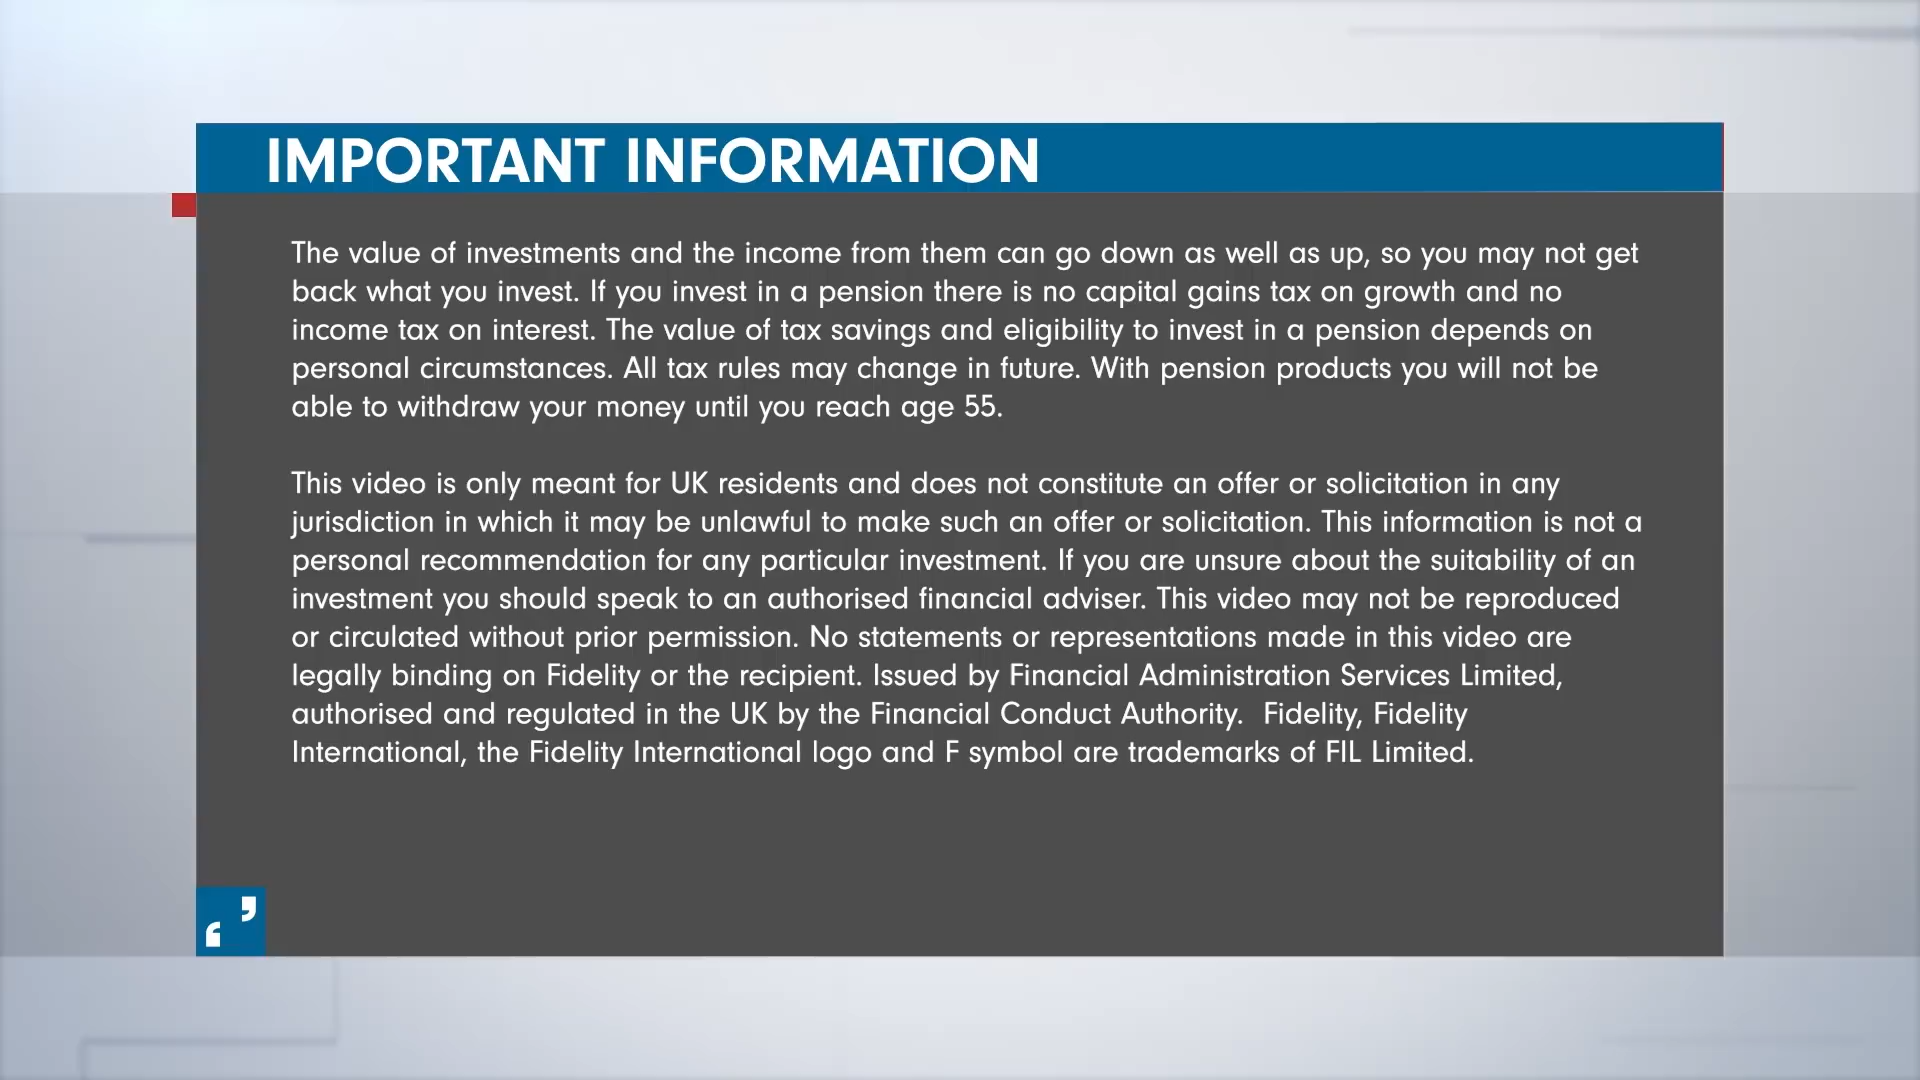 IMPORTANT INFORMATION
The value of investments and the income from them can go down as well as up, so you may not get
back what you invest. If you invest in a pension there is no capital gains tax on growth and no
income tax on interest. The value of tax savings and eligibility to invest in a pension depends on
personal circumstances. All tax rules may change in future. With pension products you will not be
able to withdraw your money until you reach age 55.
This video is only meant for UK residents and does not constitute an offer or solicitation in any
jurisdiction in which it may be unlawful to make such an offer or solicitation. This information is not a
personal recommendation for any particular investment. If you are unsure about the suitability of an
investment you should speak to an authorised financial adviser. This video may not be reproduced
or circulated without prior permission. No statements or representations made in this video are
legally binding on Fidelity or the recipient. Issued by Financial Administration Services Limited,
authorised and regulated in the UK by the Financial Conduct Authority.  Fidelity, Fidelity
International, the Fidelity International logo and F symbol are trademarks of FIL Limited.